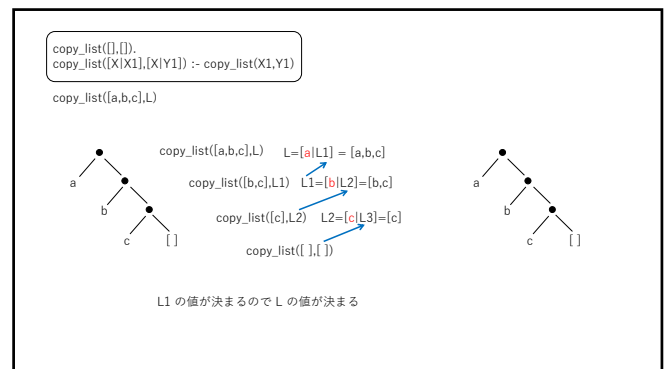 copy_list([],[]).
copy_list([X|X1],[X|Y1]) :- copy_list(X1,Y1)
copy_list([a,b,c],L)
copy_list([a,b,c],L) L=[a|L1] = [a,b,c]
copy_list([b,c],L1) L1=[b|L2]=[b,c]
copy_list([c],L2) L2=[c|L3]=[c]
copy_list([ ],[ ])
a
b
c [ ]
a
b
c [ ]
L1 の値が決まるので L の値が決まる